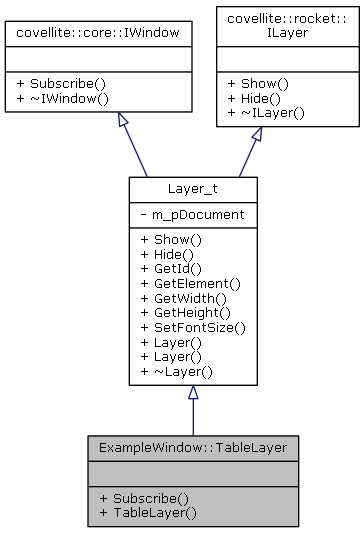 covellite::core::IWindow
+ Subscribe()
+ ~IWindow()
covellite::rocket::
ILayer
+ Show()
+ Hide()
+ ~ILayer()
Layer_t
- m_pDocument
+ Show()
+ Hide()
+ GetId()
+ GetElement()
+ GetWidth()
+ GetHeight()
+ SetFontSize()
+ Layer()
+ Layer()
+ ~Layer()
ExampleWindow::TableLayer
+ Subscribe()
+ TableLayer()